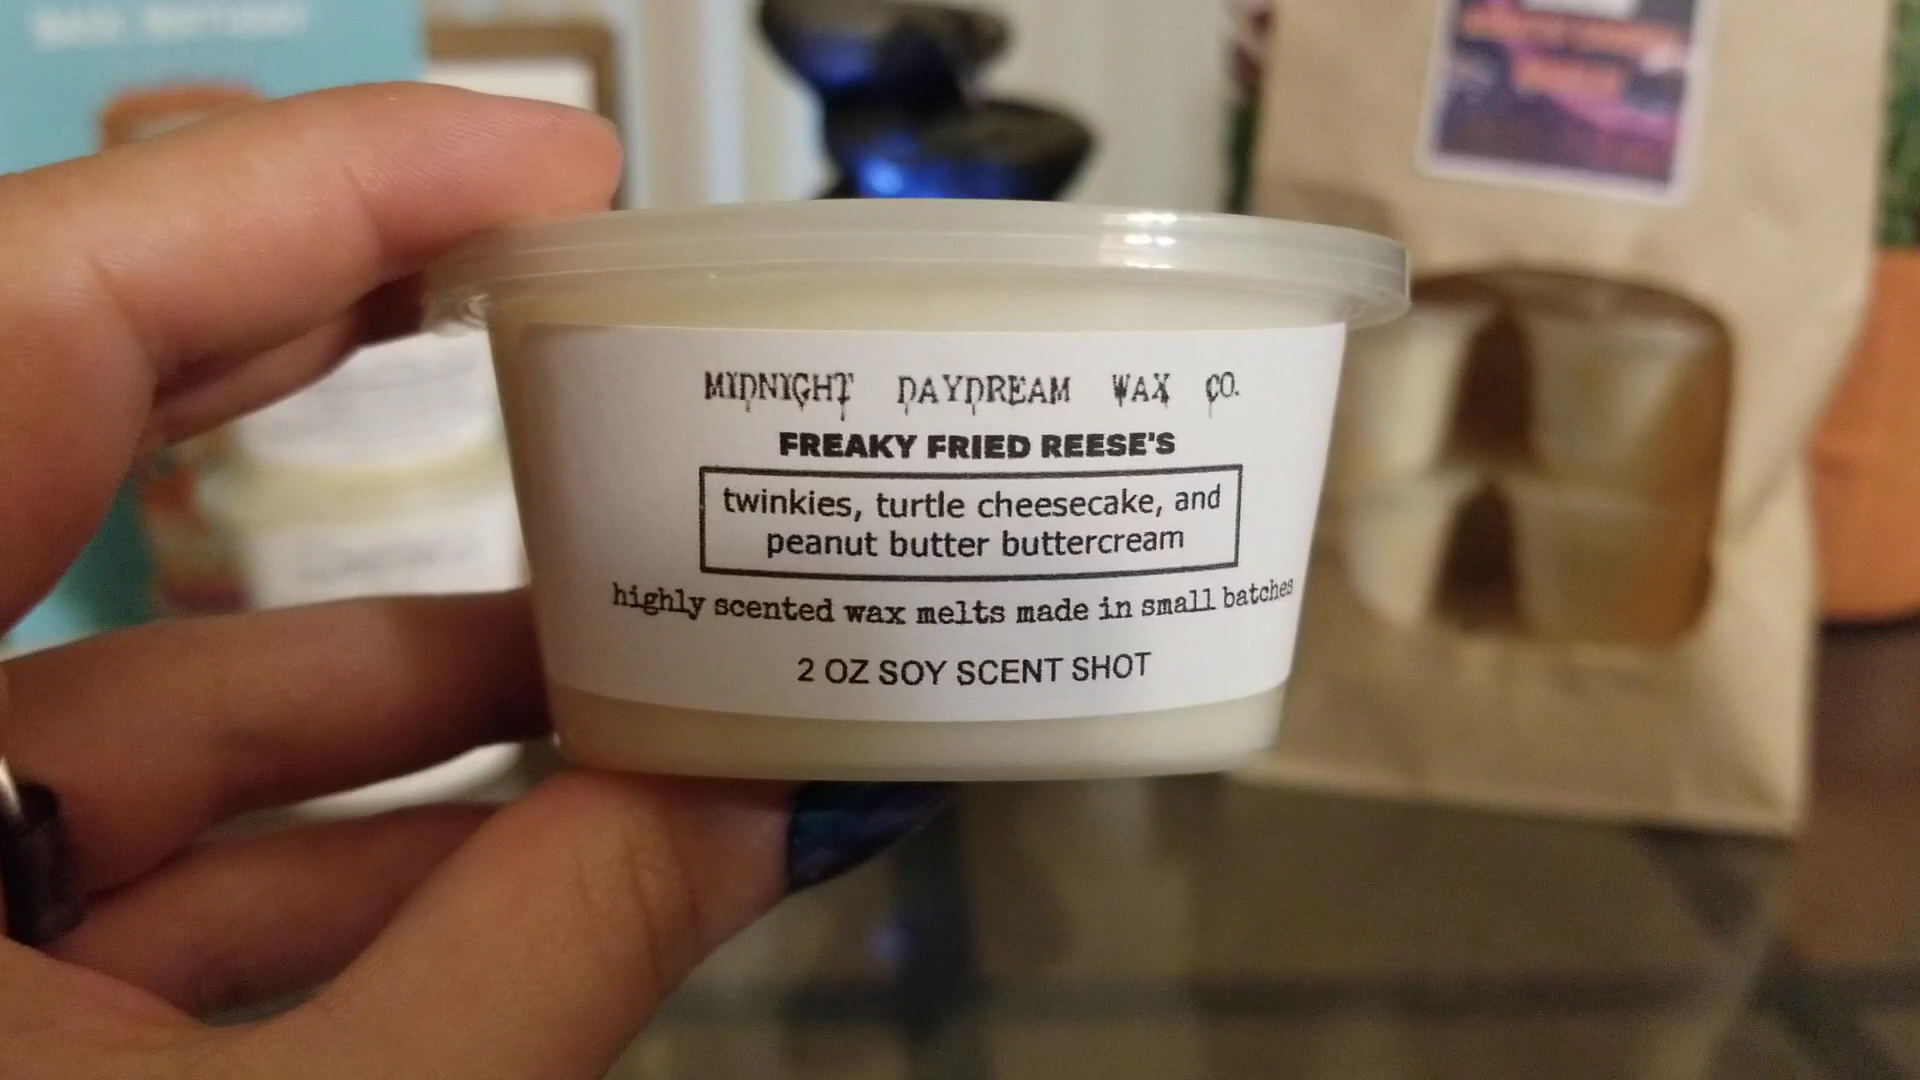 MIDNIGHT DAYDREAM WAX CO.
FREAKY FRIED REESE'S
twinkies, turtle cheesecake, and
peanut butter buttercream
highly scented wax melts made in small batches
2 OZ SOY SCENT SHOT